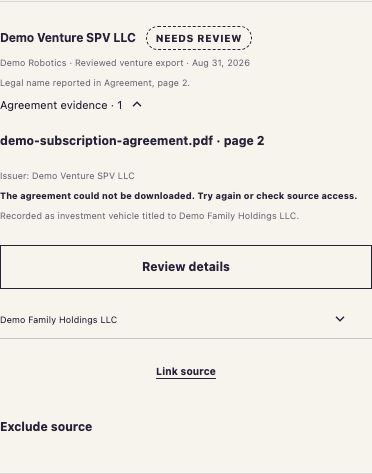 Demo Venture SPV LLC NEEDS REVIEW
Demo Robotics · Reviewed venture export · Aug 31, 2026
Legal name reported in Agreement, page 2.
Agreement evidence · 1
demo-subscription-agreement.pdf · page 2
Issuer: Demo Venture SPV LLC
The agreement could not be downloaded. Try again or check source access.
Recorded as investment vehicle titled to Demo Family Holdings LLC.
Review details
Demo Family Holdings LLC
Link source
Exclude source